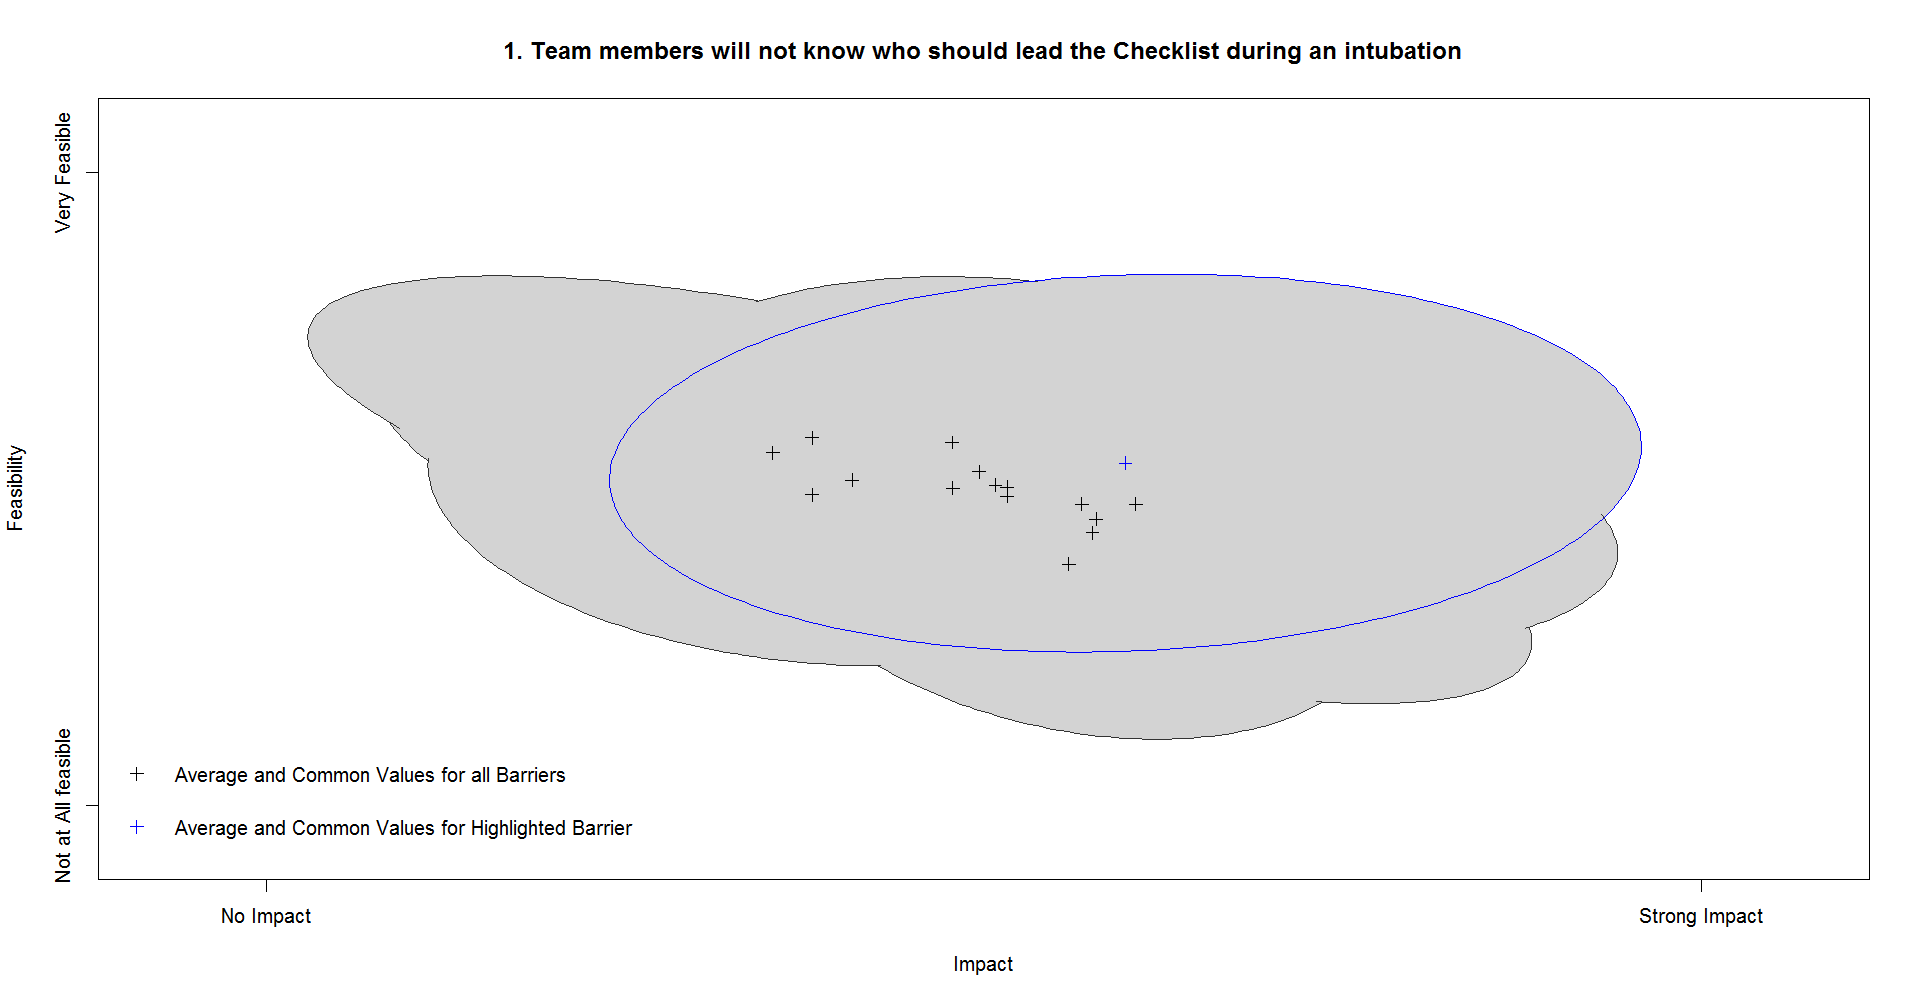 1. Team members will not know who should lead the Checklist during an intubation
Very Feasible
Feasibility
Not at All feasible
Average and Common Values for all Barriers
Average and Common Values for Highlighted Barrier
No Impact
Strong Impact
Impact